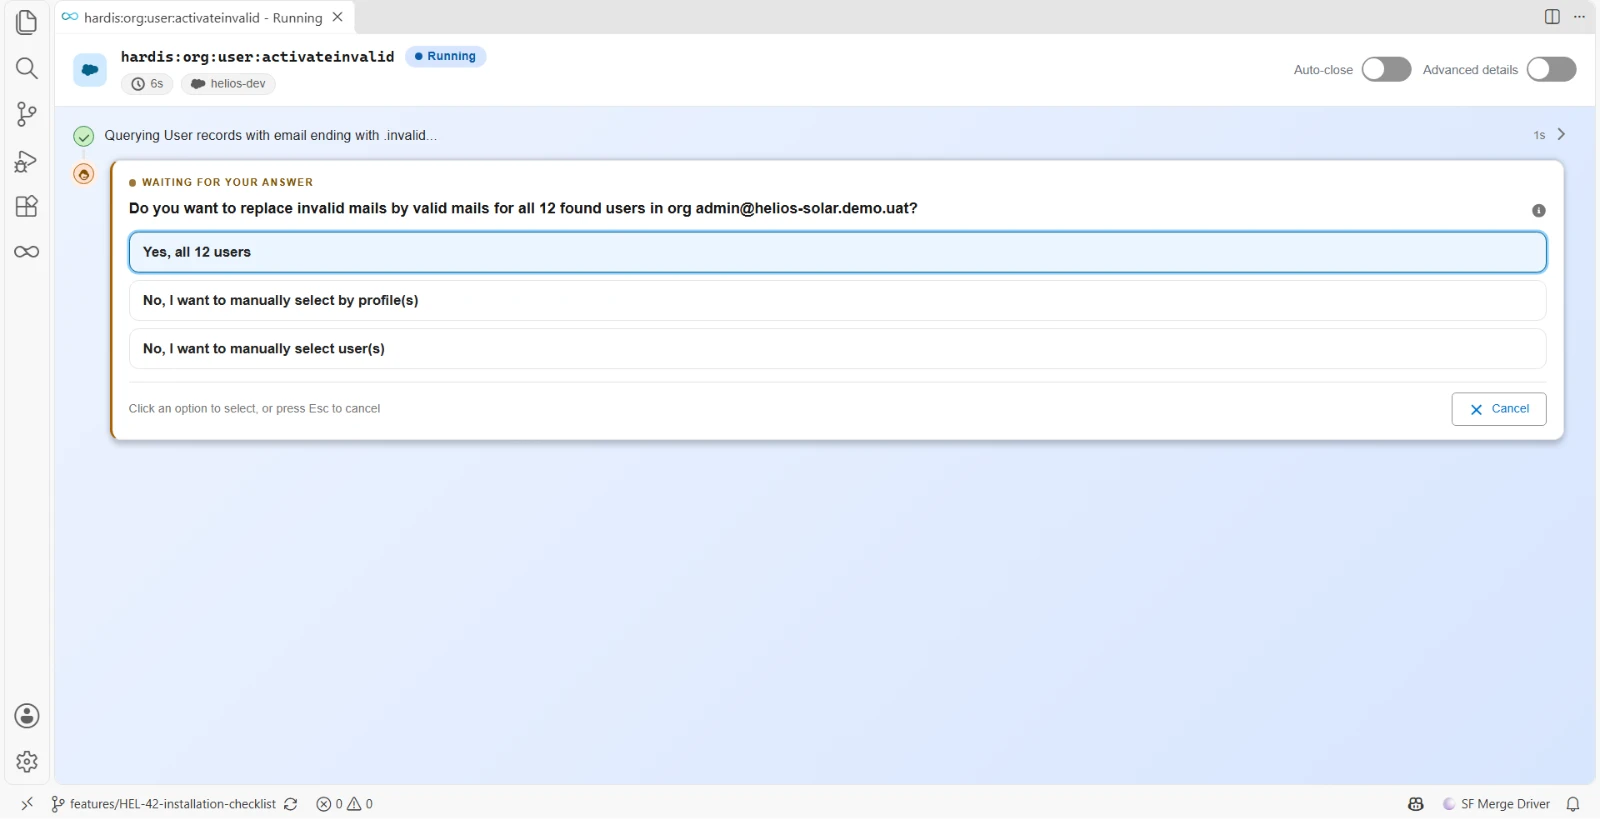 hardis:org:user:activateinvalid - Running
hardis:org:user:activateinvalid
Running
6s
helios-dev
Auto-close
Advanced details
Querying User records with email ending with .invalid...
1s
WAITING FOR YOUR ANSWER
Do you want to replace invalid mails by valid mails for all 12 found users in org admin@helios-solar.demo.uat?
Yes, all 12 users
No, I want to manually select by profile(s)
No, I want to manually select user(s)
Click an option to select, or press Esc to cancel
Cancel
features/HEL-42-installation-checklist
0
0
SF Merge Driver